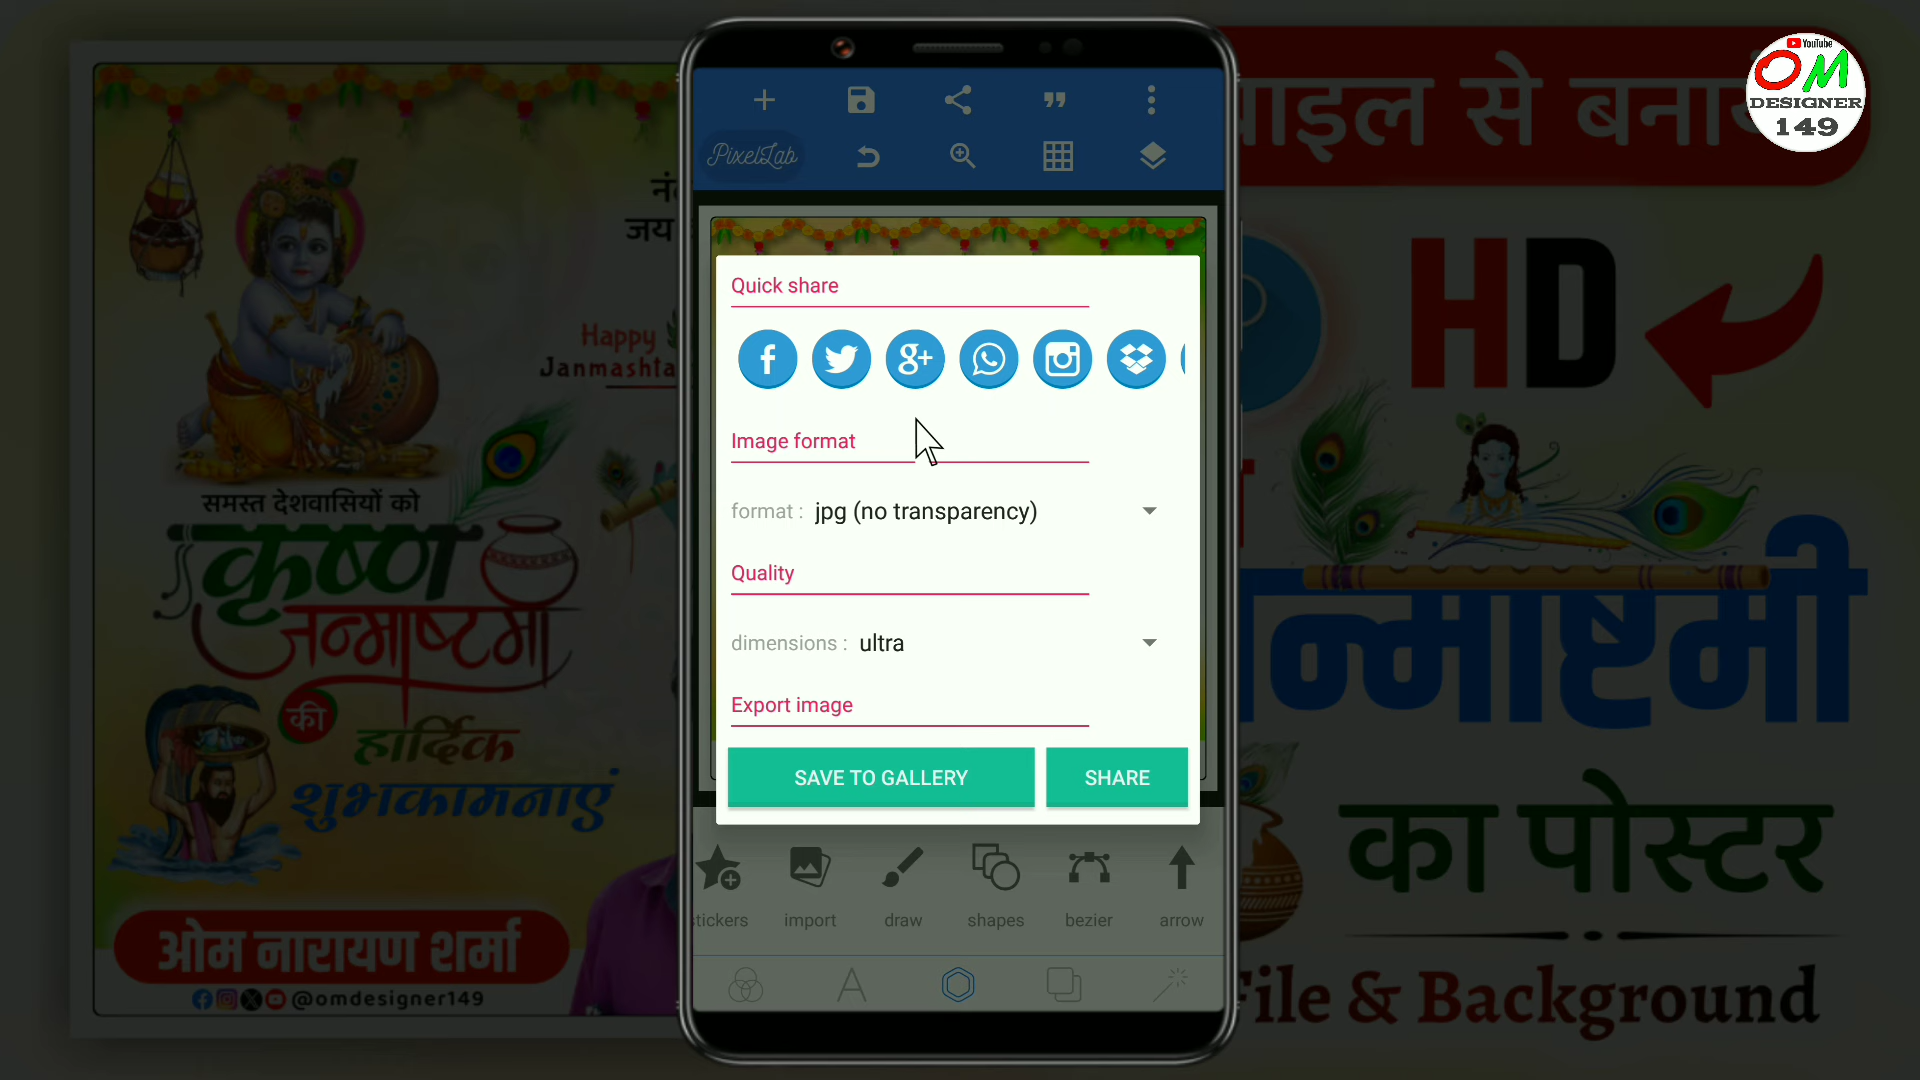 YouTube
OM
DESIGNER
149
HD
का पोस्टर
File & Background
जय
Happy
समस्त देशवासियों को
कृष्ण
जन्माष्टमी
की
हार्दिक
शुभकामनाएं
ओम नारायण शर्मा
@omdesigner149
PixelLab
Quick share
Image format
format : jpg (no transparency)
Quality
dimensions : ultra
Export image
SAVE TO GALLERY
SHARE
tickers
import
draw
shapes
bezier
arrow